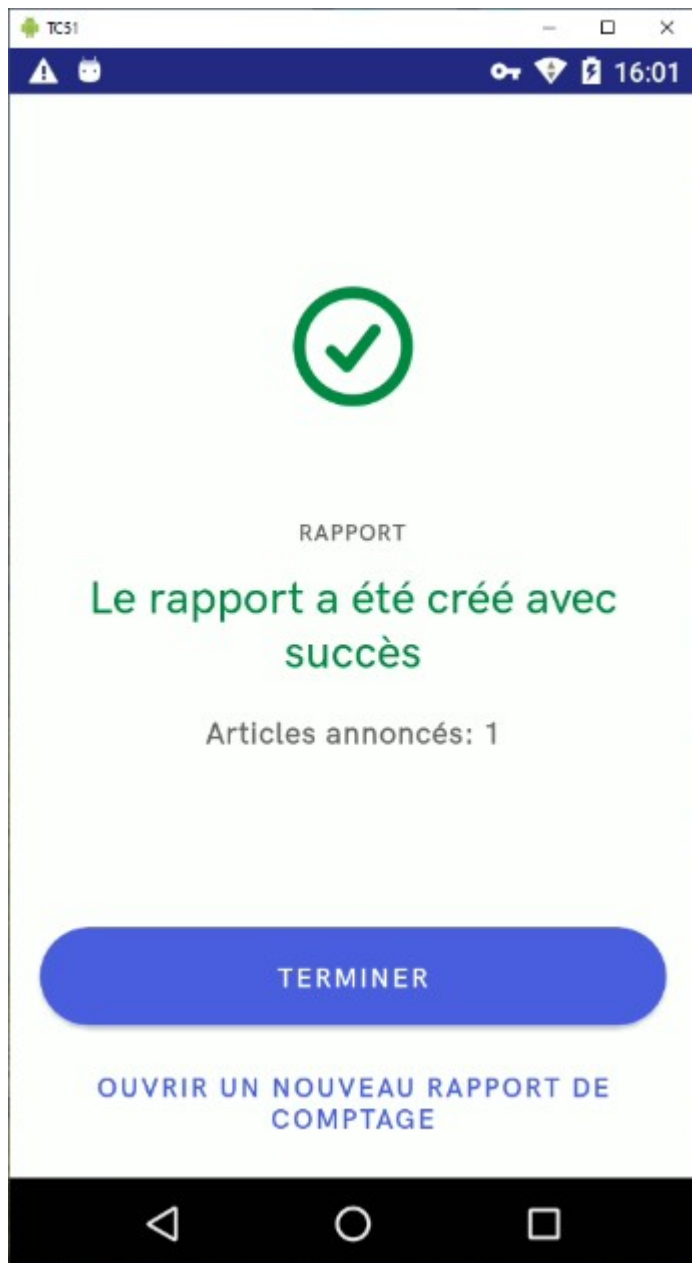 TC51
16:01
RAPPORT
Le rapport a été créé avec
succès
Articles annoncés: 1
TERMINER
OUVRIR UN NOUVEAU RAPPORT DE
COMPTAGE